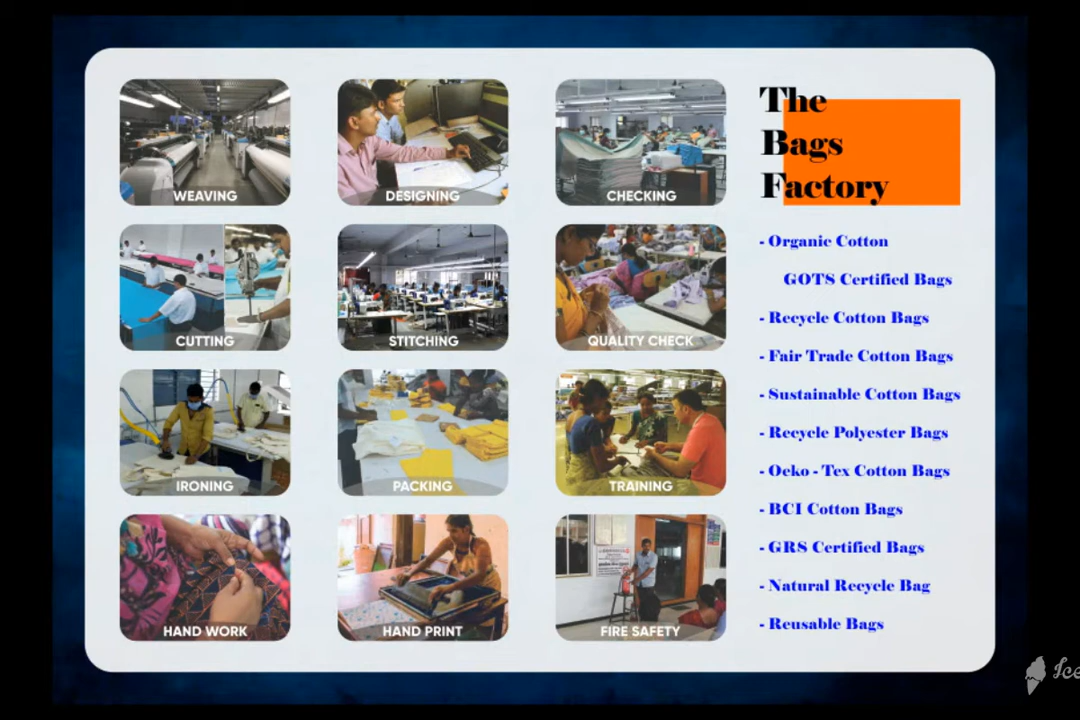 WEAVING
DESIGNING
CHECKING
CUTTING
STITCHING
QUALITY CHECK
IRONING
PACKING
TRAINING
HAND WORK
HAND PRINT
FIRE SAFETY
The
Bags
Factory
- Organic Cotton
GOTS Certified Bags
- Recycle Cotton Bags
- Fair Trade Cotton Bags
- Sustainable Cotton Bags
- Recycle Polyester Bags
- Oeko - Tex Cotton Bags
- BCI Cotton Bags
- GRS Certified Bags
- Natural Recycle Bag
- Reusable Bags